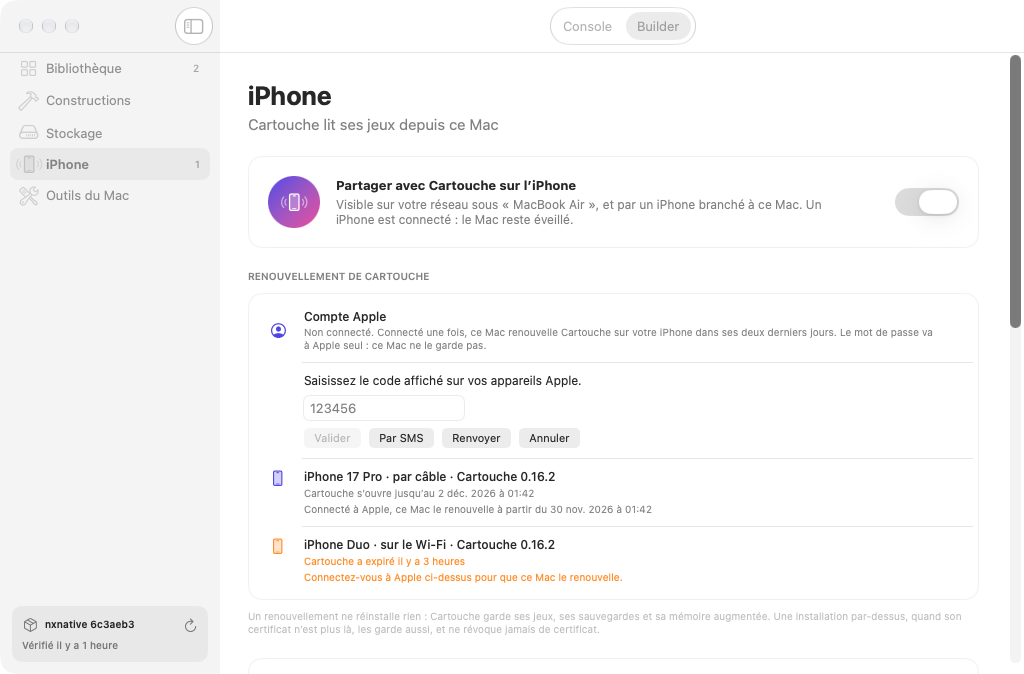 Console
Builder
Bibliothèque
2
Constructions
Stockage
iPhone
1
Outils du Mac
nxnative 6c3aeb3
Vérifié il y a 1 heure
iPhone
Cartouche lit ses jeux depuis ce Mac
Partager avec Cartouche sur l’iPhone
Visible sur votre réseau sous « MacBook Air », et par un iPhone branché à ce Mac. Un
iPhone est connecté : le Mac reste éveillé.
RENOUVELLEMENT DE CARTOUCHE
Compte Apple
Non connecté. Connecté une fois, ce Mac renouvelle Cartouche sur votre iPhone dans ses deux derniers jours. Le mot de passe va
à Apple seul : ce Mac ne le garde pas.
Saisissez le code affiché sur vos appareils Apple.
123456
Valider
Par SMS
Renvoyer
Annuler
iPhone 17 Pro · par câble · Cartouche 0.16.2
Cartouche s’ouvre jusqu’au 2 déc. 2026 à 01:42
Connecté à Apple, ce Mac le renouvelle à partir du 30 nov. 2026 à 01:42
iPhone Duo · sur le Wi-Fi · Cartouche 0.16.2
Cartouche a expiré il y a 3 heures
Connectez-vous à Apple ci-dessus pour que ce Mac le renouvelle.
Un renouvellement ne réinstalle rien : Cartouche garde ses jeux, ses sauvegardes et sa mémoire augmentée. Une installation par-dessus, quand son
certificat n’est plus là, les garde aussi, et ne révoque jamais de certificat.